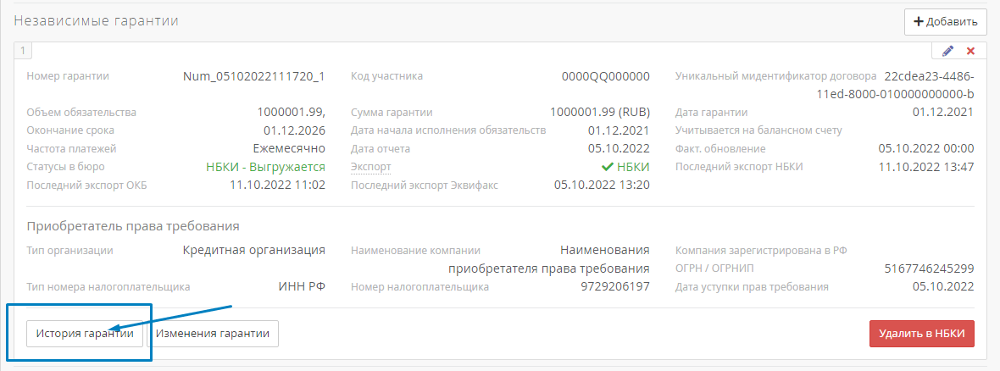 Независимые гарантии
Добавить
1
Номер гарантии Num_05102022111720_1 Код участника 0000QQ000000 Уникальный мидентификатор договора 22cdea23-4486-
11ed-8000-010000000000-b
Объем обязательства 1000001.99, Сумма гарантии 1000001.99 (RUB) Дата гарантии 01.12.2021
Окончание срока 01.12.2026 Дата начала исполнения обязательств 01.12.2021 Учитывается на балансном счету
Частота платежей Ежемесячно Дата отчета 05.10.2022 Факт. обновление 05.10.2022 00:00
Статусы в бюро НБКИ - Выгружается Экспорт НБКИ Последний экспорт НБКИ 11.10.2022 13:47
Последний экспорт ОКБ 11.10.2022 11:02 Последний экспорт Эквифакс 05.10.2022 13:20
Приобретатель права требования
Тип организации Кредитная организация Наименование компании Наименования Компания зарегистрирована в РФ
приобретателя права требования ОГРН / ОГРНИП 5167746245299
Тип номера налогоплательщика ИНН РФ Номер налогоплательщика 9729206197 Дата уступки прав требования 05.10.2022
История гарантии Изменения гарантии Удалить в НБКИ